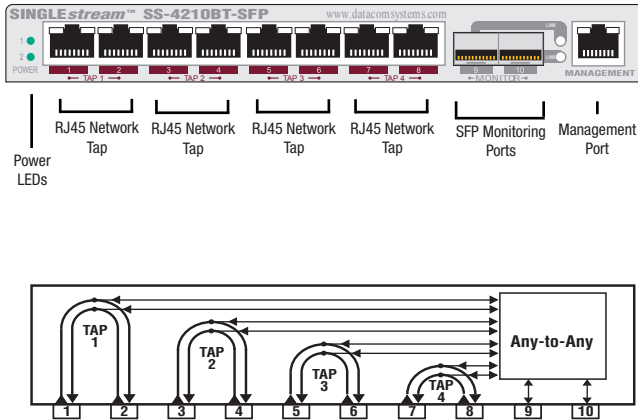 SINGLEstream™ SS-4210BT-SFP www.datacomsystems.com
LINK
1
2
LINK
POWER
1 2 3 4 5 6 7 8 9 10
TAP 1 TAP 2 TAP 3 TAP 4 MONITOR MANAGEMENT
RJ45 Network Tap
RJ45 Network Tap
RJ45 Network Tap
RJ45 Network Tap
SFP Monitoring Ports
Management Port
Power LEDs
TAP 1
TAP 2
TAP 3
TAP 4
Any-to-Any
1 2 3 4 5 6 7 8 9 10